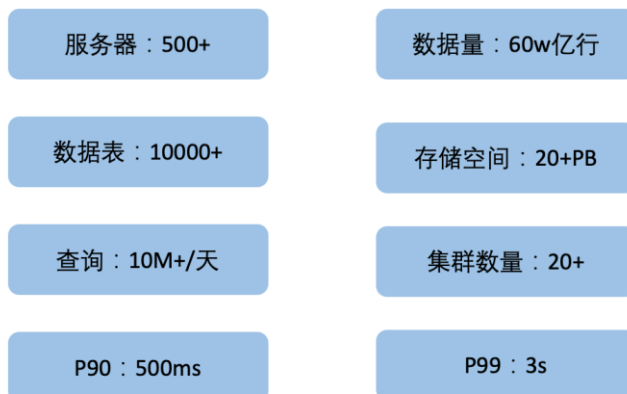 服务器：500+
数据量：60w亿行
数据表：10000+
存储空间：20+PB
查询：10M+/天
集群数量：20+
P90：500ms
P99：3s